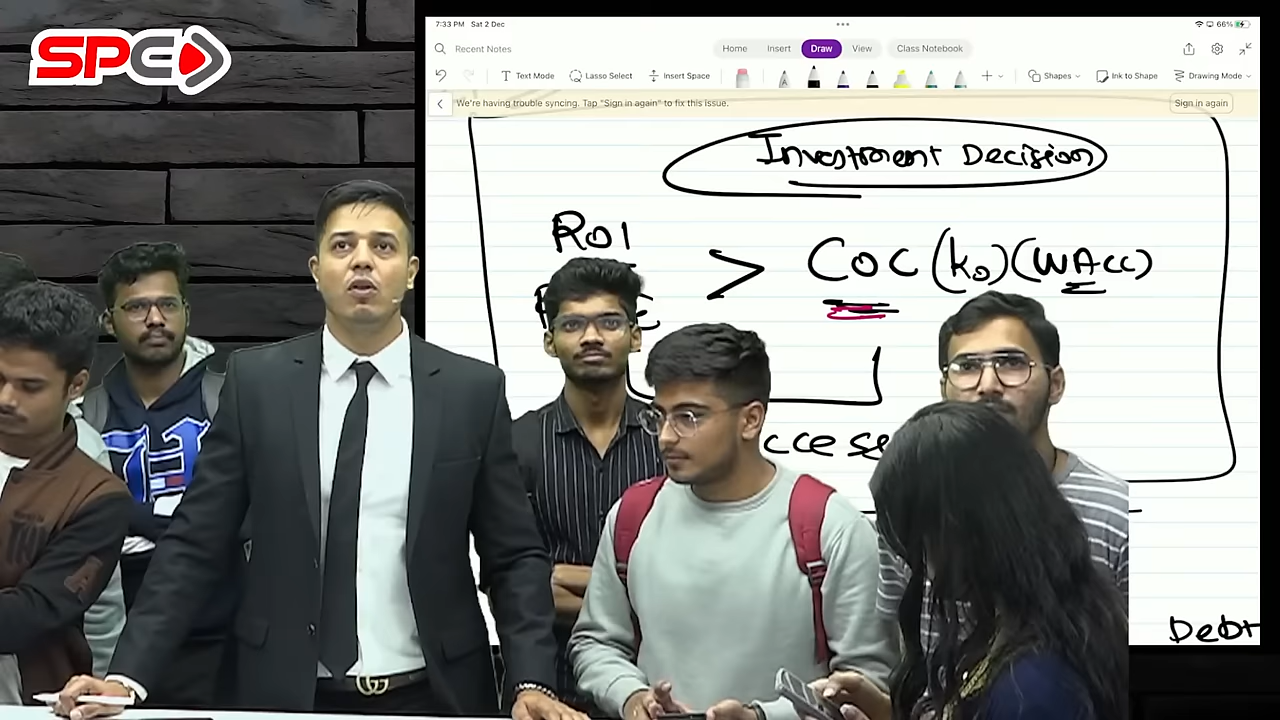 SPC
7:33 PM Sat 2 Dec
66%
Recent Notes
Home Insert Draw View Class Notebook
Text Mode Lasso Select Insert Space Shapes Ink to Shape Drawing Mode
We're having trouble syncing. Tap "Sign in again" to fix this issue. Sign in again
Investment Decision
ROI > COC (ko) (WACC)
Debt